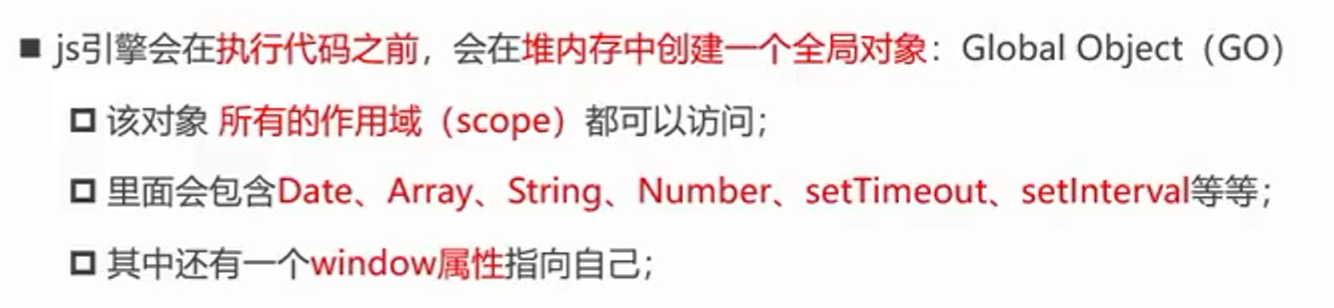 ■ js引擎会在执行代码之前，会在堆内存中创建一个全局对象：Global Object（GO）
该对象 所有的作用域（scope）都可以访问；
里面会包含Date、Array、String、Number、setTimeout、setInterval等等；
其中还有一个window属性指向自己；